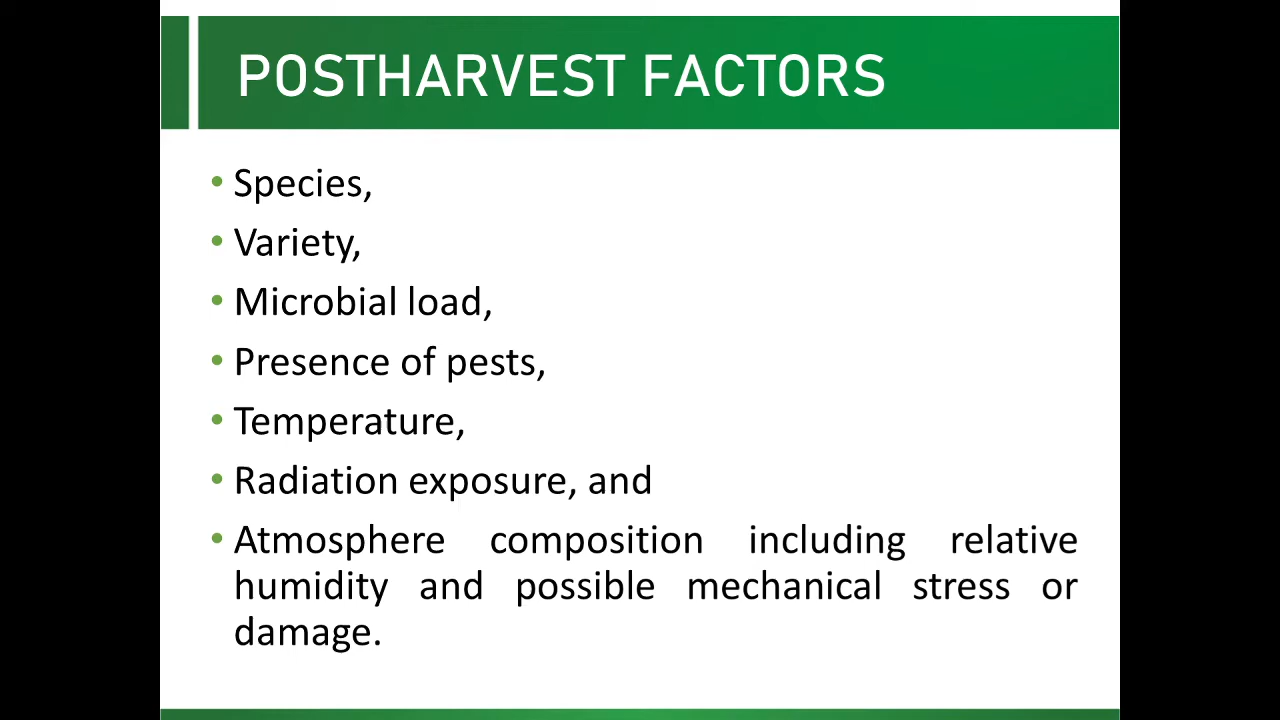 POSTHARVEST FACTORS
• Species,
• Variety,
• Microbial load,
• Presence of pests,
• Temperature,
• Radiation exposure, and
• Atmosphere composition including relative
humidity and possible mechanical stress or
damage.